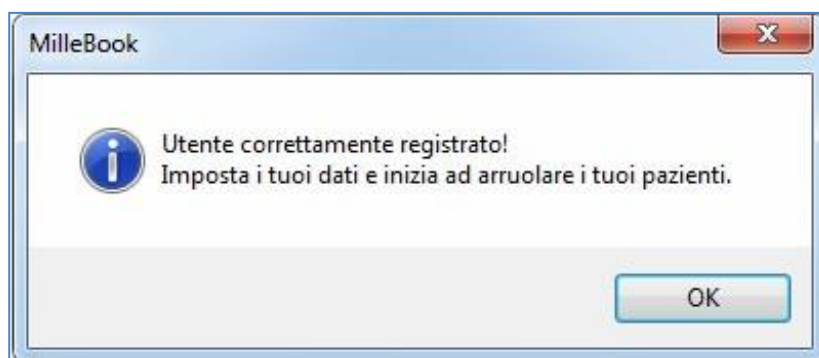 MilleBook
Utente correttamente registrato!
Imposta i tuoi dati e inizia ad arruolare i tuoi pazienti.
OK